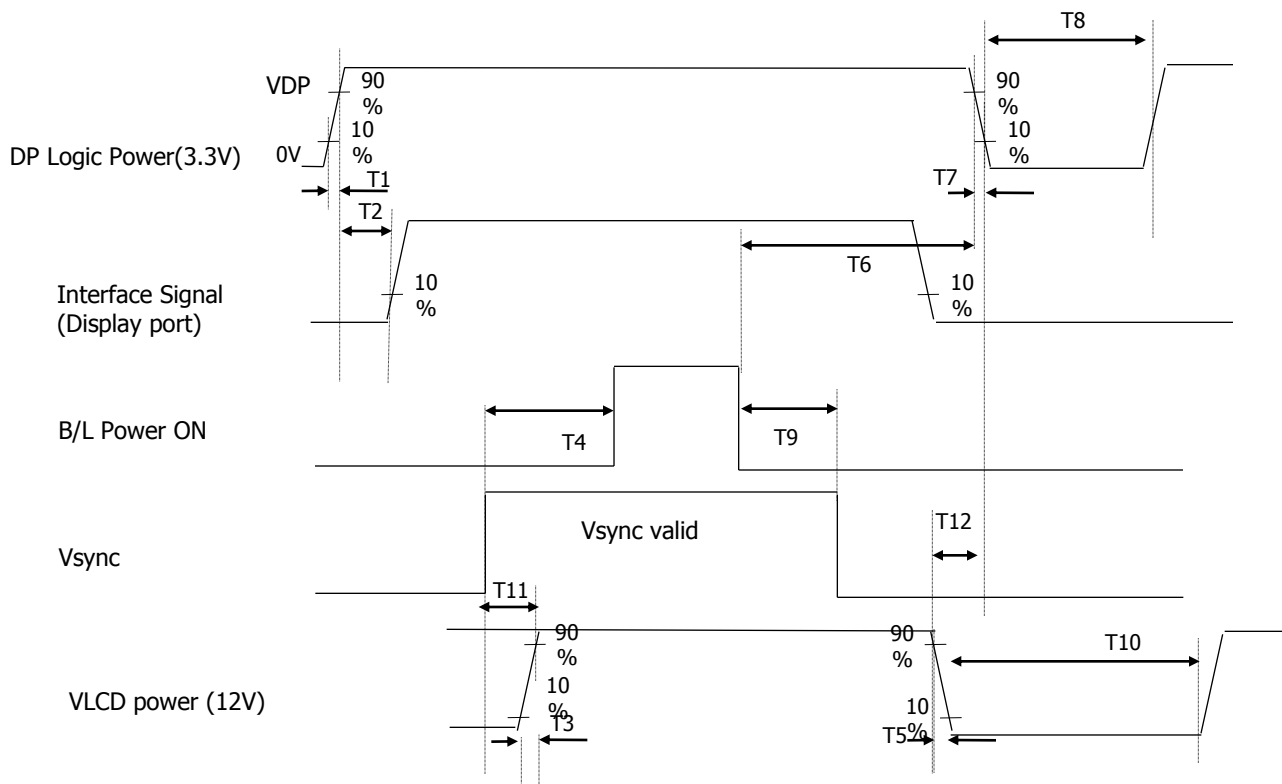 T8
VDP
90
%
90
%
10
%
10
%
DP Logic Power(3.3V)
0V
T1
T7
T2
T6
10
%
10
%
Interface Signal
(Display port)
B/L Power ON
T4
T9
Vsync valid
T12
Vsync
T11
90
%
90
%
T10
VLCD power (12V)
10
%
10
%
T3
T5